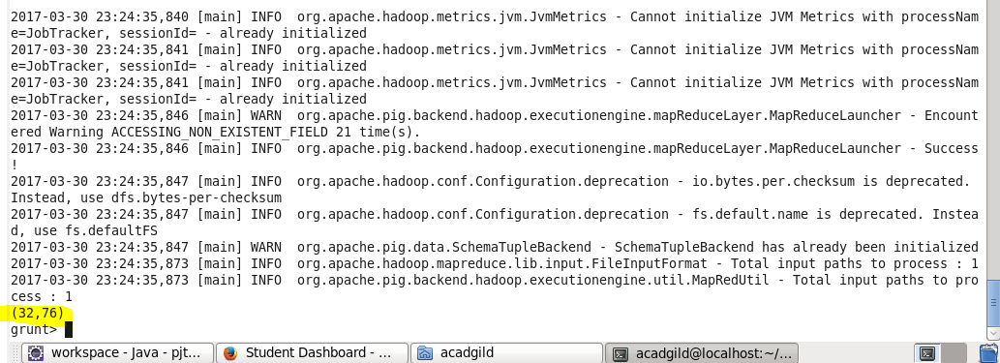 2017-03-30 23:24:35,840 [main] INFO  org.apache.hadoop.metrics.jvm.JvmMetrics - Cannot initialize JVM Metrics with processNam
e=JobTracker, sessionId= - already initialized
2017-03-30 23:24:35,841 [main] INFO  org.apache.hadoop.metrics.jvm.JvmMetrics - Cannot initialize JVM Metrics with processNam
e=JobTracker, sessionId= - already initialized
2017-03-30 23:24:35,841 [main] INFO  org.apache.hadoop.metrics.jvm.JvmMetrics - Cannot initialize JVM Metrics with processNam
e=JobTracker, sessionId= - already initialized
2017-03-30 23:24:35,846 [main] WARN  org.apache.pig.backend.hadoop.executionengine.mapReduceLayer.MapReduceLauncher - Encount
ered Warning ACCESSING_NON_EXISTENT_FIELD 21 time(s).
2017-03-30 23:24:35,846 [main] INFO  org.apache.pig.backend.hadoop.executionengine.mapReduceLayer.MapReduceLauncher - Success
!
2017-03-30 23:24:35,847 [main] INFO  org.apache.hadoop.conf.Configuration.deprecation - io.bytes.per.checksum is deprecated.
Instead, use dfs.bytes-per-checksum
2017-03-30 23:24:35,847 [main] INFO  org.apache.hadoop.conf.Configuration.deprecation - fs.default.name is deprecated. Instea
d, use fs.defaultFS
2017-03-30 23:24:35,847 [main] WARN  org.apache.pig.data.SchemaTupleBackend - SchemaTupleBackend has already been initialized
2017-03-30 23:24:35,873 [main] INFO  org.apache.hadoop.mapreduce.lib.input.FileInputFormat - Total input paths to process : 1
2017-03-30 23:24:35,873 [main] INFO  org.apache.pig.backend.hadoop.executionengine.util.MapRedUtil - Total input paths to pro
cess : 1
(32,76)
grunt>
workspace - Java - pjt... Student Dashboard - ... acadgild acadgild@localhost:~/...